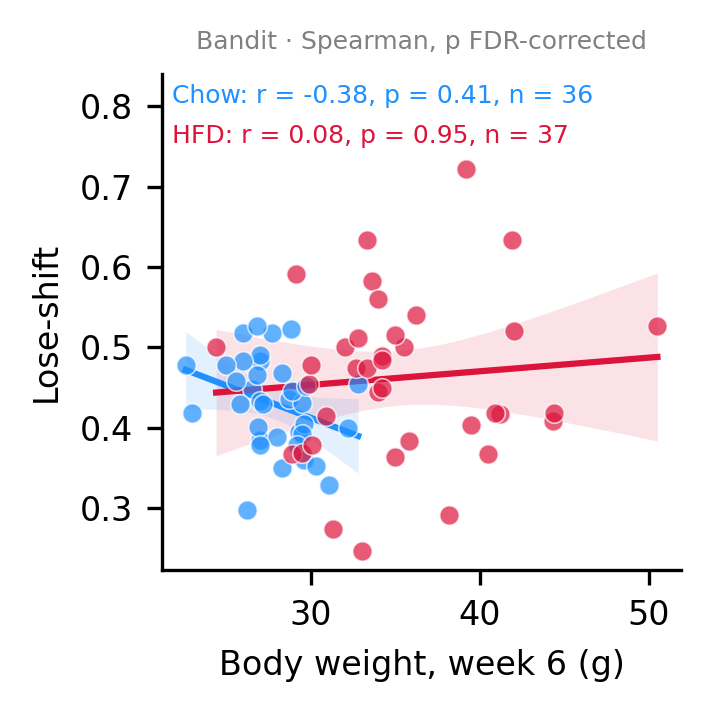 Bandit · Spearman, p FDR-corrected
Chow: r = -0.38, p = 0.41, n = 36
HFD: r = 0.08, p = 0.95, n = 37
0.8
0.7
0.6
0.5
0.4
0.3
Lose-shift
30 40 50
Body weight, week 6 (g)